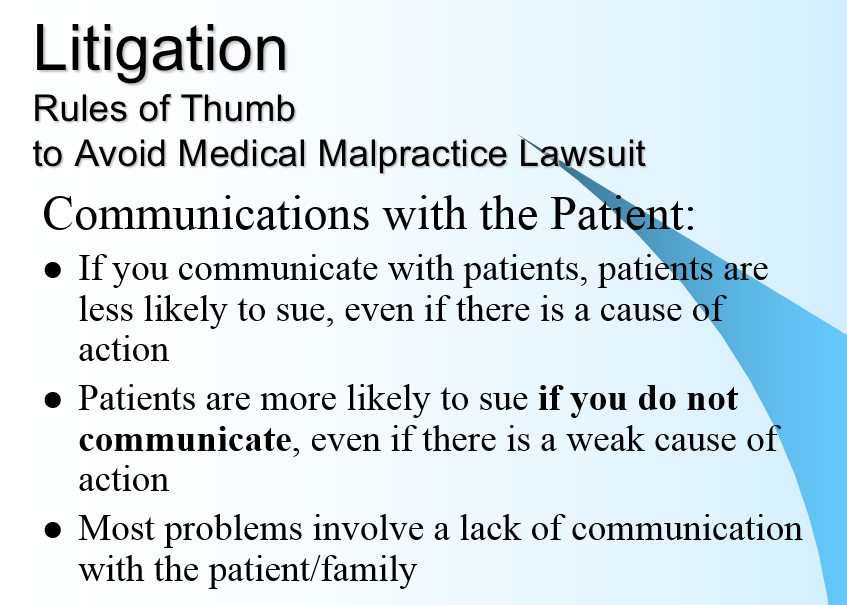 Litigation
Rules of Thumb
to Avoid Medical Malpractice Lawsuit
Communications with the Patient:
● If you communicate with patients, patients are
less likely to sue, even if there is a cause of
action
● Patients are more likely to sue if you do not
communicate, even if there is a weak cause of
action
● Most problems involve a lack of communication
with the patient/family